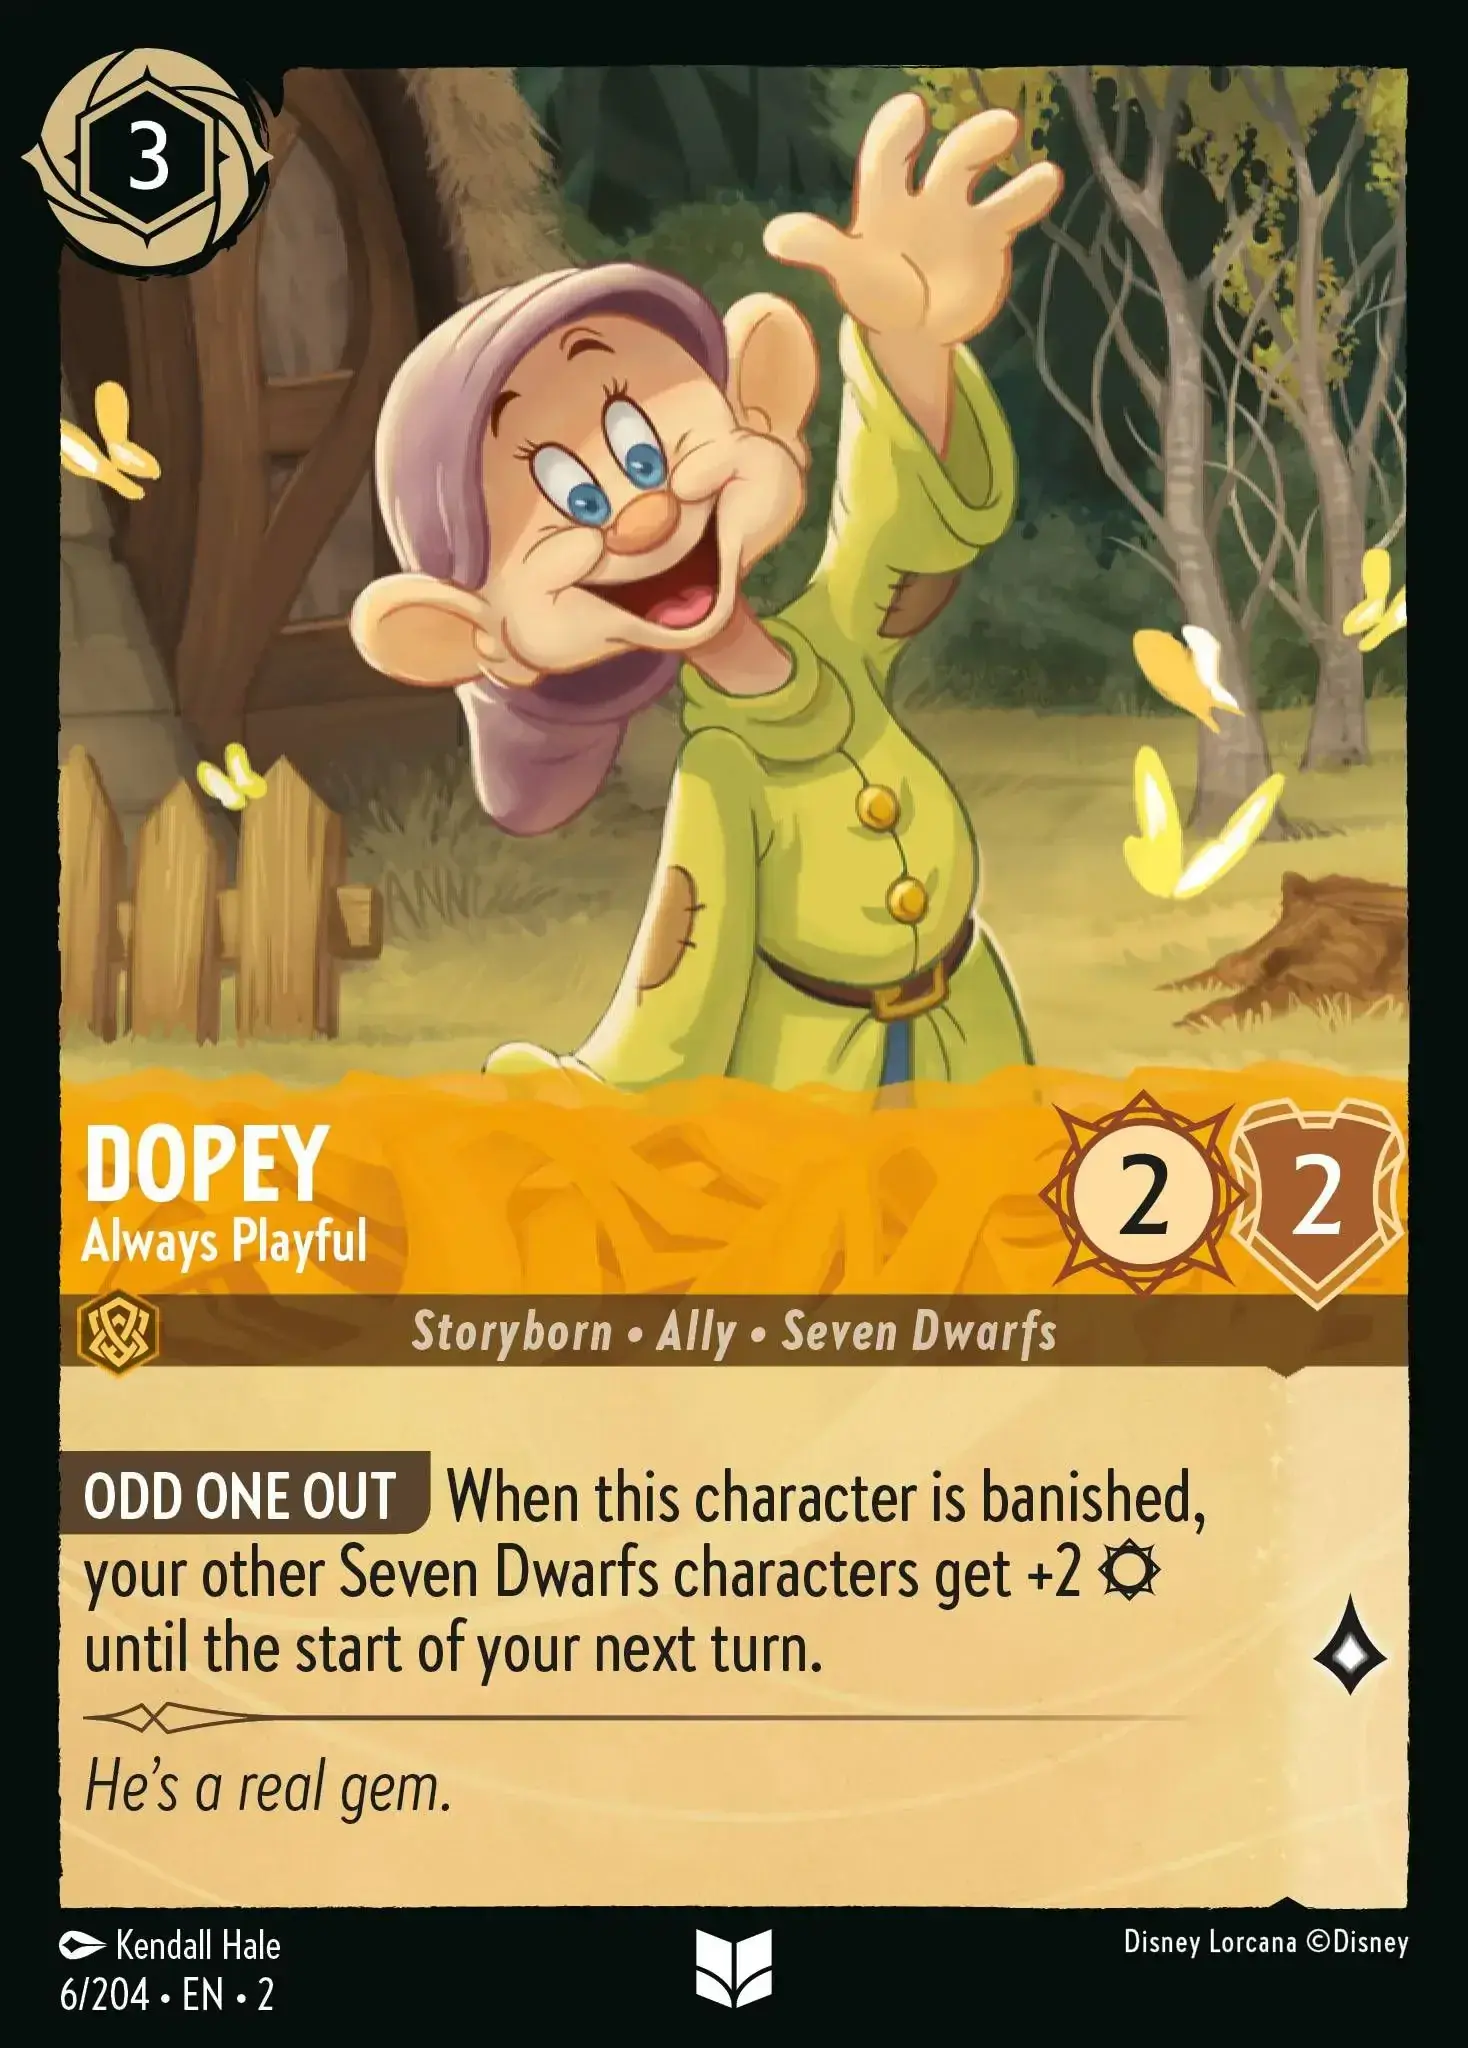 3
DOPEY
Always Playful
2 2
Storyborn • Ally • Seven Dwarfs
ODD ONE OUT When this character is banished,
your other Seven Dwarfs characters get +2
until the start of your next turn.
He's a real gem.
Kendall Hale
6/204 • EN • 2
Disney Lorcana ©Disney